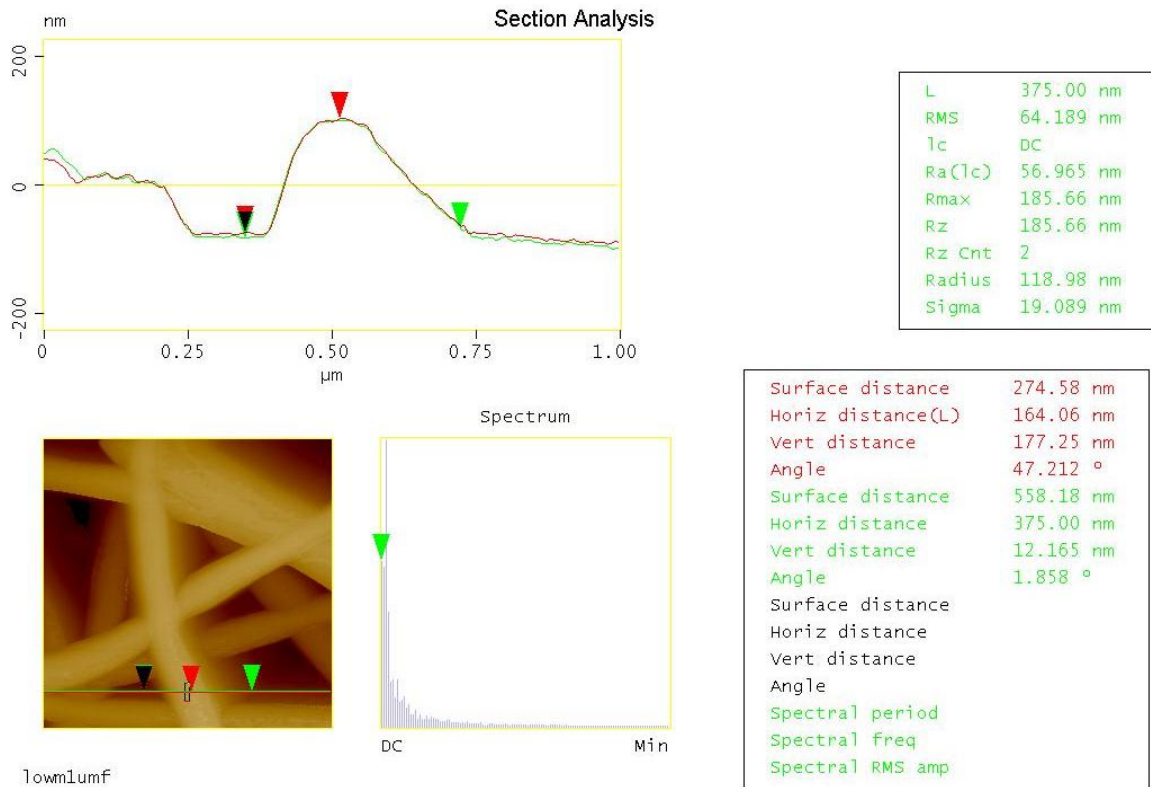 Section Analysis
nm
200
0
-200
0 0.25 0.50 0.75 1.00
µm
L 375.00 nm
RMS 64.189 nm
lc DC
Ra(lc) 56.965 nm
Rmax 185.66 nm
Rz 185.66 nm
Rz Cnt 2
Radius 118.98 nm
Sigma 19.089 nm
Surface distance 274.58 nm
Horiz distance(L) 164.06 nm
Vert distance 177.25 nm
Angle 47.212 º
Surface distance 558.18 nm
Horiz distance 375.00 nm
Vert distance 12.165 nm
Angle 1.858 º
Surface distance
Horiz distance
Vert distance
Angle
Spectral period
Spectral freq
Spectral RMS amp
Spectrum
DC Min
lowm1umf